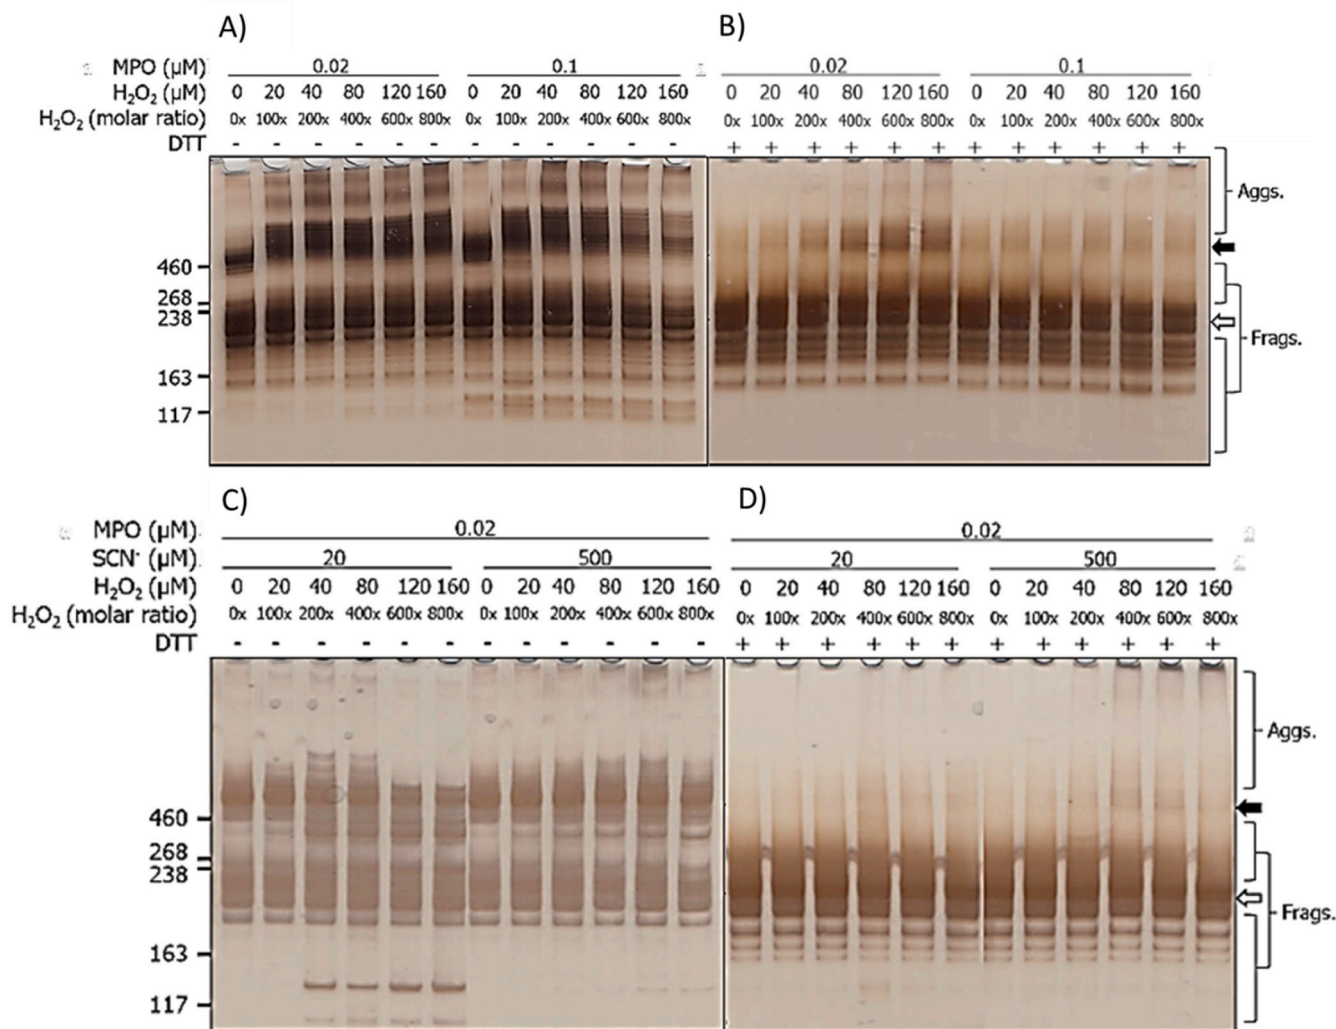 A) B)
MPO (µM) 0.02 0.1 0.02 0.1
H₂O₂ (µM) 0 20 40 80 120 160 0 20 40 80 120 160 0 20 40 80 120 160 0 20 40 80 120 160
H₂O₂ (molar ratio) 0x 100x 200x 400x 600x 800x 0x 100x 200x 400x 600x 800x 0x 100x 200x 400x 600x 800x 0x 100x 200x 400x 600x 800x
DTT - - - - - - - - - - - - + + + + + + + + + + + +
Aggs.
460
268
238
Frags.
163
117
C) D)
MPO (µM) 0.02 0.02
SCN⁻ (µM) 20 500 20 500
H₂O₂ (µM) 0 20 40 80 120 160 0 20 40 80 120 160 0 20 40 80 120 160 0 20 40 80 120 160
H₂O₂ (molar ratio) 0x 100x 200x 400x 600x 800x 0x 100x 200x 400x 600x 800x 0x 100x 200x 400x 600x 800x 0x 100x 200x 400x 600x 800x
DTT - - - - - - - - - - - - + + + + + + + + + + + +
Aggs.
460
268
238
Frags.
163
117